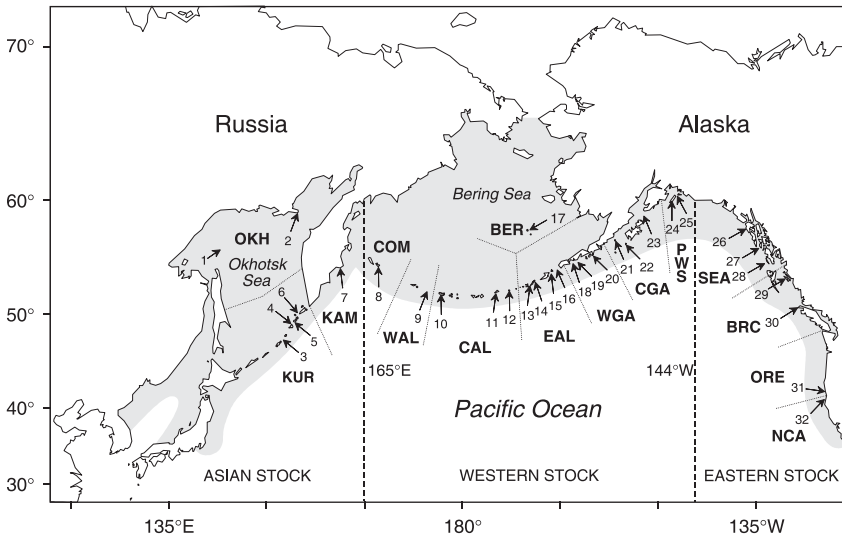 70°
Russia
Alaska
60°
Bering Sea
BER
17
OKH
2
1
Okhotsk Sea
COM
23
24
25
PWS
26
27
28
SEA
29
6
4
5
3
7
KAM
8
9
10
11
12
13
14
15
16
18
19
20
21
22
CGA
WGA
EAL
CAL
WAL
50°
KUR
165°E
144°W
30
BRC
ORE
31
32
NCA
40°
Pacific Ocean
ASIAN STOCK
WESTERN STOCK
EASTERN STOCK
30°
135°E
180°
135°W